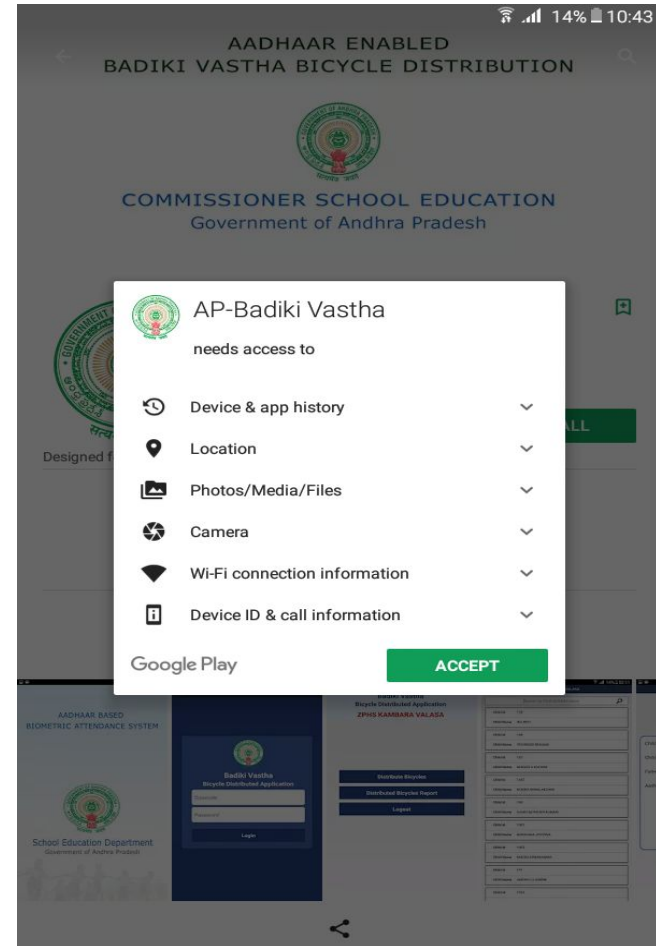 14% 10:43
AADHAAR ENABLED
BADIKI VASTHA BICYCLE DISTRIBUTION
COMMISSIONER SCHOOL EDUCATION
Government of Andhra Pradesh
AP-Badiki Vastha
needs access to
Device & app history
Location
ALL
Designed f
Photos/Media/Files
Camera
Wi-Fi connection information
Device ID & call information
Google Play
ACCEPT
AADHAAR BASED
BIOMETRIC ATTENDANCE SYSTEM
School Education Department
Government of Andhra Pradesh
Badiki Vastha
Bicycle Distributed Application
Password
Login
Bicycle Distributed Application
ZPHS KAMBARA VALASA
Distribute Bicycles
Distributed Bicycles Report
Logout